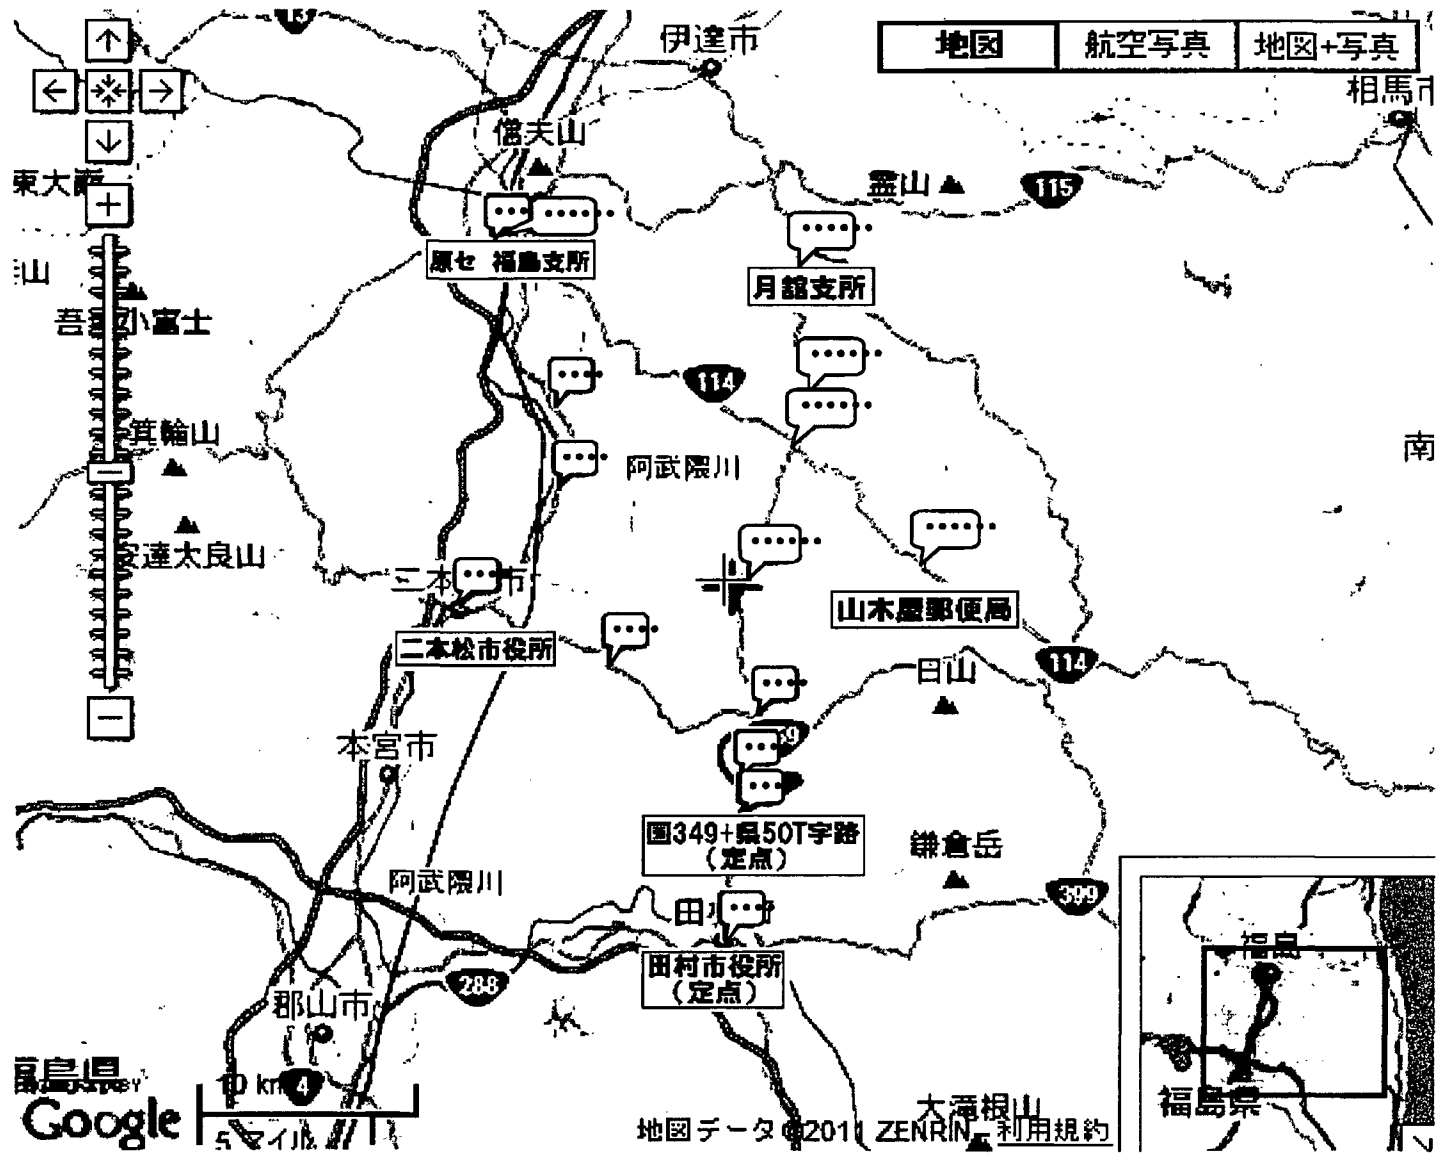 13
伊達市
地図
航空写真
地図+写真
相馬市
信夫山
東大巓
霊山
115
原セ 福島支所
月舘支所
山
吾妻小富士
114
箕輪山
阿武隈川
南
安達太良山
二本 市
山木屋郵便局
二本松市役所
日山
114
本宮市
国349+県50T字路
(定点)
鎌倉岳
阿武隈川
399
田
田村市役所
(定点)
福島
288
郡山市
福島県
10 km
4
Google
5 マイル
福島県
大滝根山
地図データ ©2011 ZENRIN - 利用規約